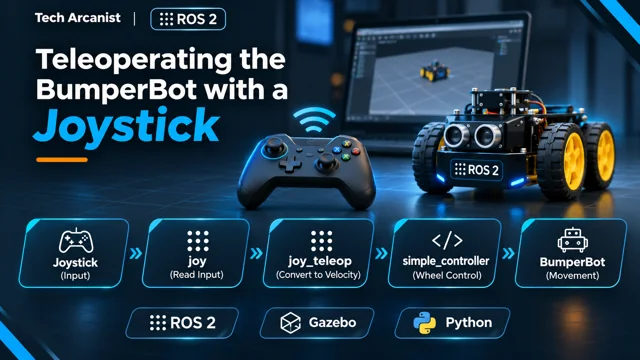 Tech Arcanist
ROS 2
Teleoperating the
BumperBot with a
Joystick
ROS 2
Joystick
(Input)
joy
(Read Input)
joy_teleop
(Convert to Velocity)
simple_controller
(Wheel Control)
BumperBot
(Movement)
ROS 2
Gazebo
Python